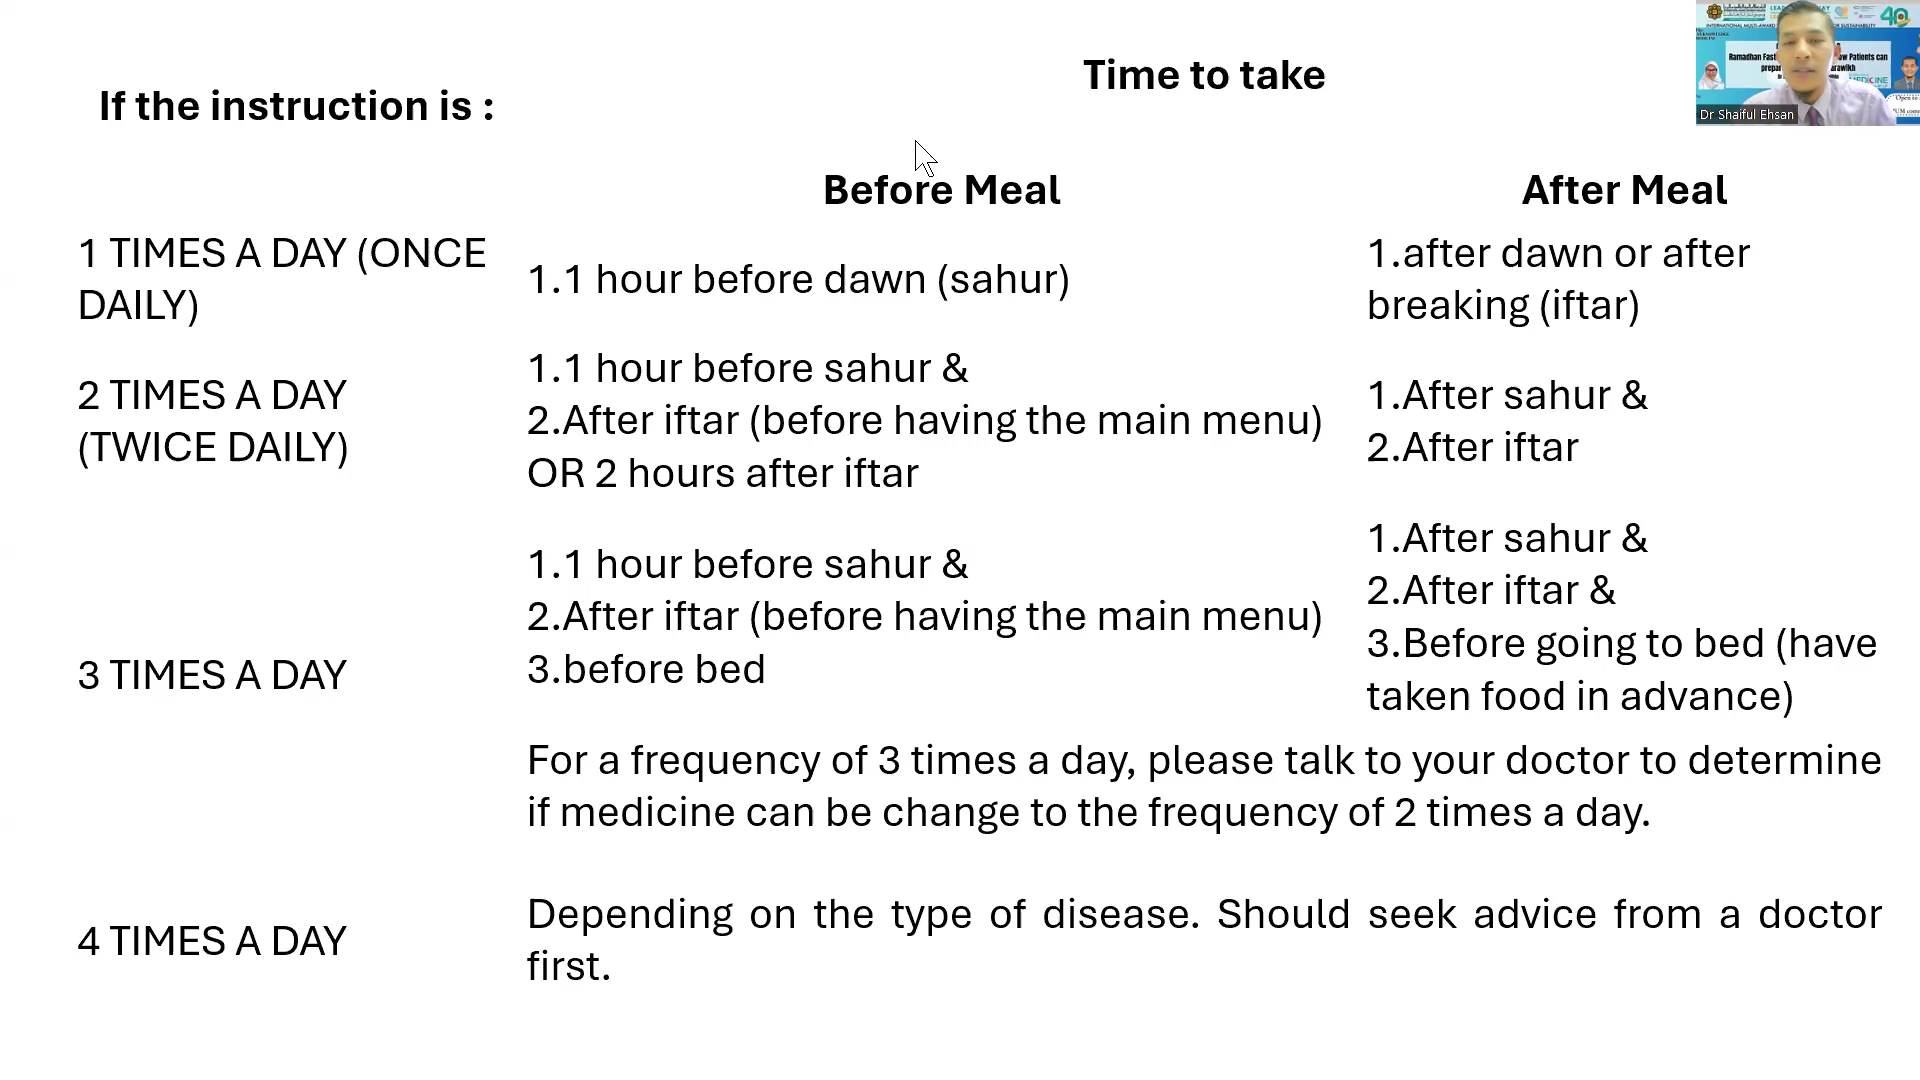 If the instruction is :
Time to take
Before Meal
After Meal
1 TIMES A DAY (ONCE
DAILY)
1.1 hour before dawn (sahur)
1.after dawn or after
breaking (iftar)
2 TIMES A DAY
(TWICE DAILY)
1.1 hour before sahur &
2.After iftar (before having the main menu)
OR 2 hours after iftar
1.After sahur &
2.After iftar
3 TIMES A DAY
1.1 hour before sahur &
2.After iftar (before having the main menu)
3.before bed
1.After sahur &
2.After iftar &
3.Before going to bed (have
taken food in advance)
For a frequency of 3 times a day, please talk to your doctor to determine
if medicine can be change to the frequency of 2 times a day.
4 TIMES A DAY
Depending on the type of disease. Should seek advice from a doctor
first.
Ramadhan Patients can
Dr Shaiful Ehsan